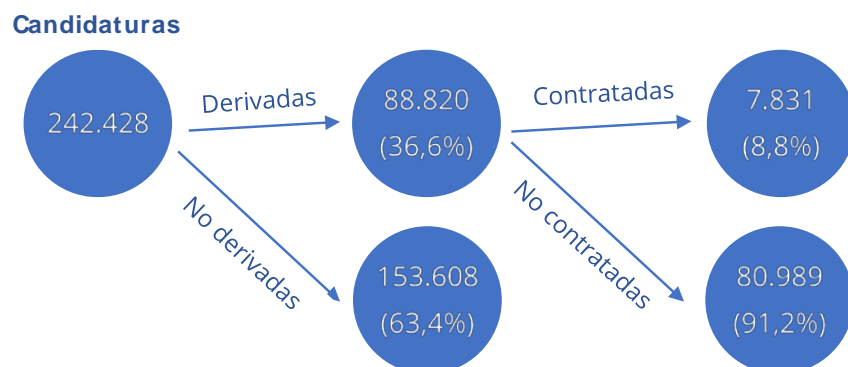 Candidaturas
242.428
Derivadas
88.820
(36,6%)
Contratadas
7.831
(8,8%)
No derivadas
153.608
(63,4%)
No contratadas
80.989
(91,2%)